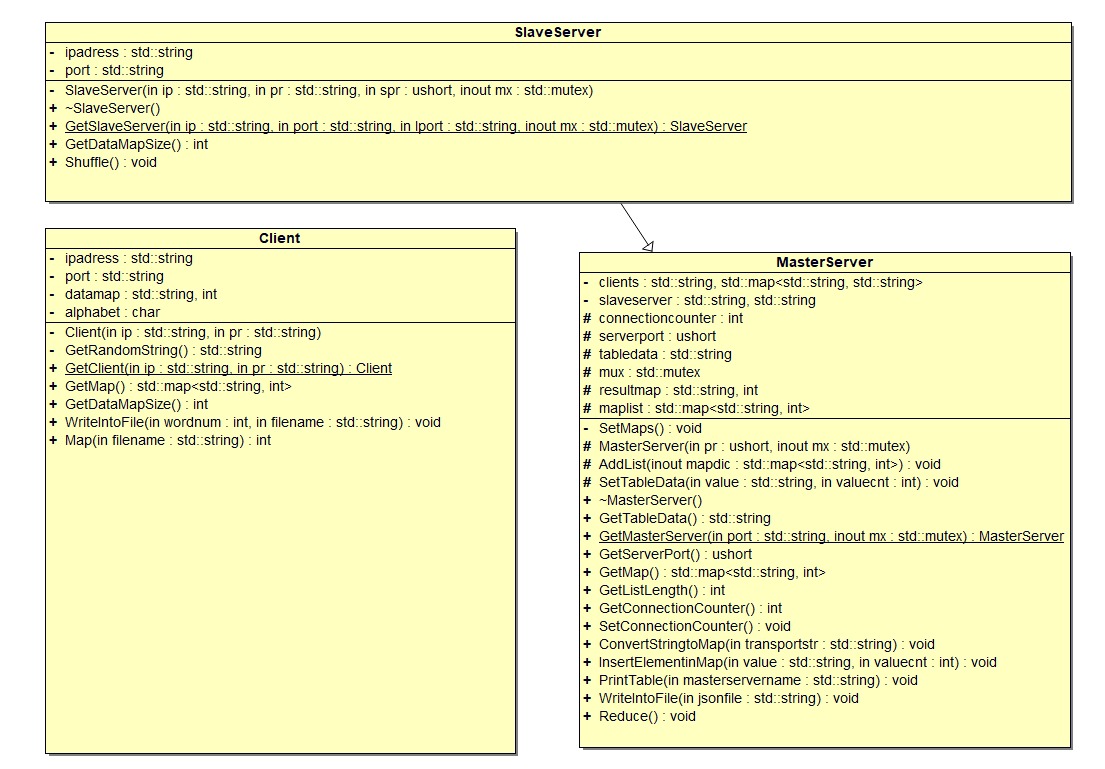 SlaveServer
- ipadress : std::string
- port : std::string
- SlaveServer(in ip : std::string, in pr : std::string, in spr : ushort, inout mx : std::mutex)
+ ~SlaveServer()
+ GetSlaveServer(in ip : std::string, in port : std::string, in lport : std::string, inout mx : std::mutex) : SlaveServer
+ GetDataMapSize() : int
+ Shuffle() : void
Client
- ipadress : std::string
- port : std::string
- datamap : std::string, int
- alphabet : char
- Client(in ip : std::string, in pr : std::string)
- GetRandomString() : std::string
+ GetClient(in ip : std::string, in pr : std::string) : Client
+ GetMap() : std::map<std::string, int>
+ GetDataMapSize() : int
+ WriteIntoFile(in wordnum : int, in filename : std::string) : void
+ Map(in filename : std::string) : int
MasterServer
- clients : std::string, std::map<std::string, std::string>
- slaveserver : std::string, std::string
# connectioncounter : int
# serverport : ushort
# tabledata : std::string
# mux : std::mutex
# resultmap : std::string, int
# maplist : std::map<std::string, int>
- SetMaps() : void
# MasterServer(in pr : ushort, inout mx : std::mutex)
# AddList(inout mapdic : std::map<std::string, int>) : void
# SetTableData(in value : std::string, in valuecnt : int) : void
+ ~MasterServer()
+ GetTableData() : std::string
+ GetMasterServer(in port : std::string, inout mx : std::mutex) : MasterServer
+ GetServerPort() : ushort
+ GetMap() : std::map<std::string, int>
+ GetListLength() : int
+ GetConnectionCounter() : int
+ SetConnectionCounter() : void
+ ConvertStringtoMap(in transportstr : std::string) : void
+ InsertElementinMap(in value : std::string, in valuecnt : int) : void
+ PrintTable(in masterservername : std::string) : void
+ WriteIntoFile(in jsonfile : std::string) : void
+ Reduce() : void